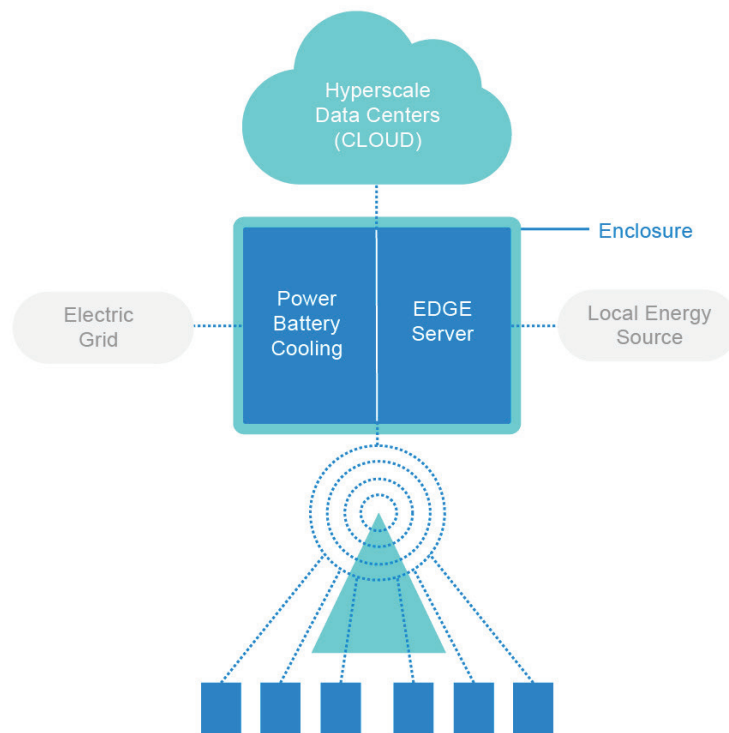 Hyperscale
Data Centers
(CLOUD)
Enclosure
Power
Battery
Cooling
EDGE
Server
Electric
Grid
Local Energy
Source